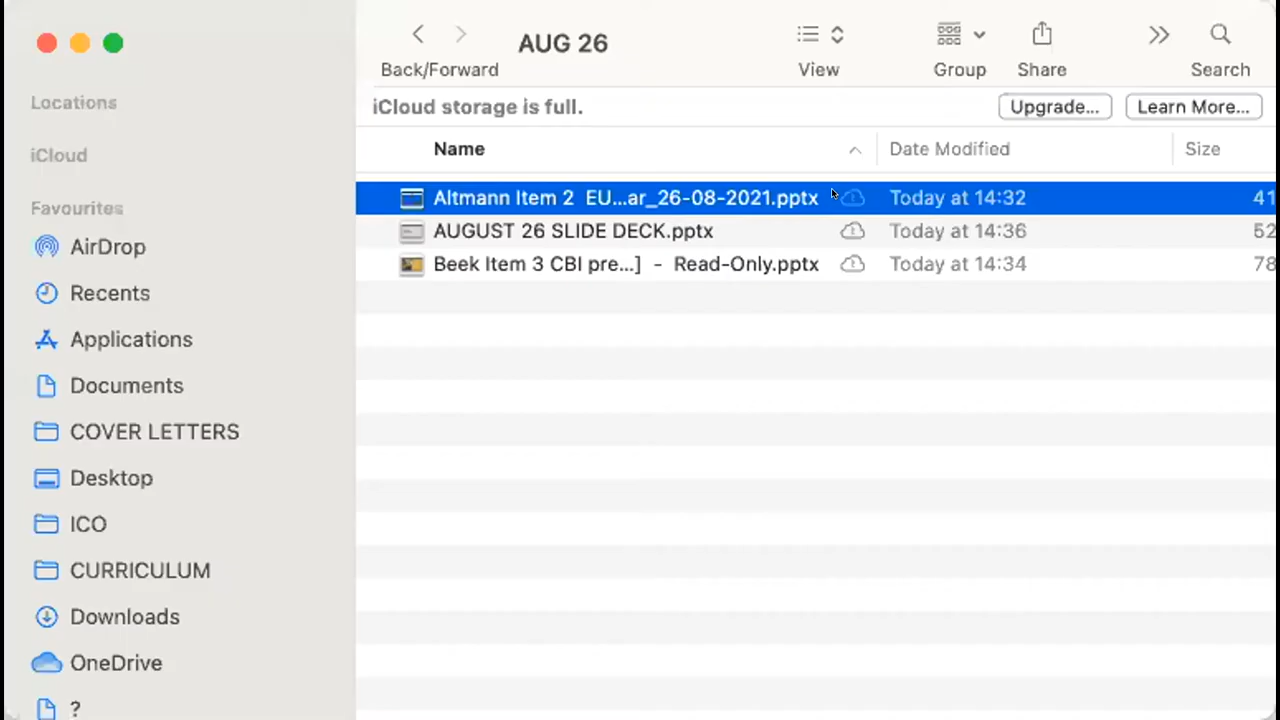 AUG 26
Back/Forward
View
Group
Share
Search
iCloud storage is full.
Upgrade...
Learn More...
Name
Date Modified
Size
Altmann Item 2 EU...ar_26-08-2021.pptx
Today at 14:32
41
AUGUST 26 SLIDE DECK.pptx
Today at 14:36
52
Beek Item 3 CBI pre...] - Read-Only.pptx
Today at 14:34
78
Locations
iCloud
Favourites
AirDrop
Recents
Applications
Documents
COVER LETTERS
Desktop
ICO
CURRICULUM
Downloads
OneDrive
?